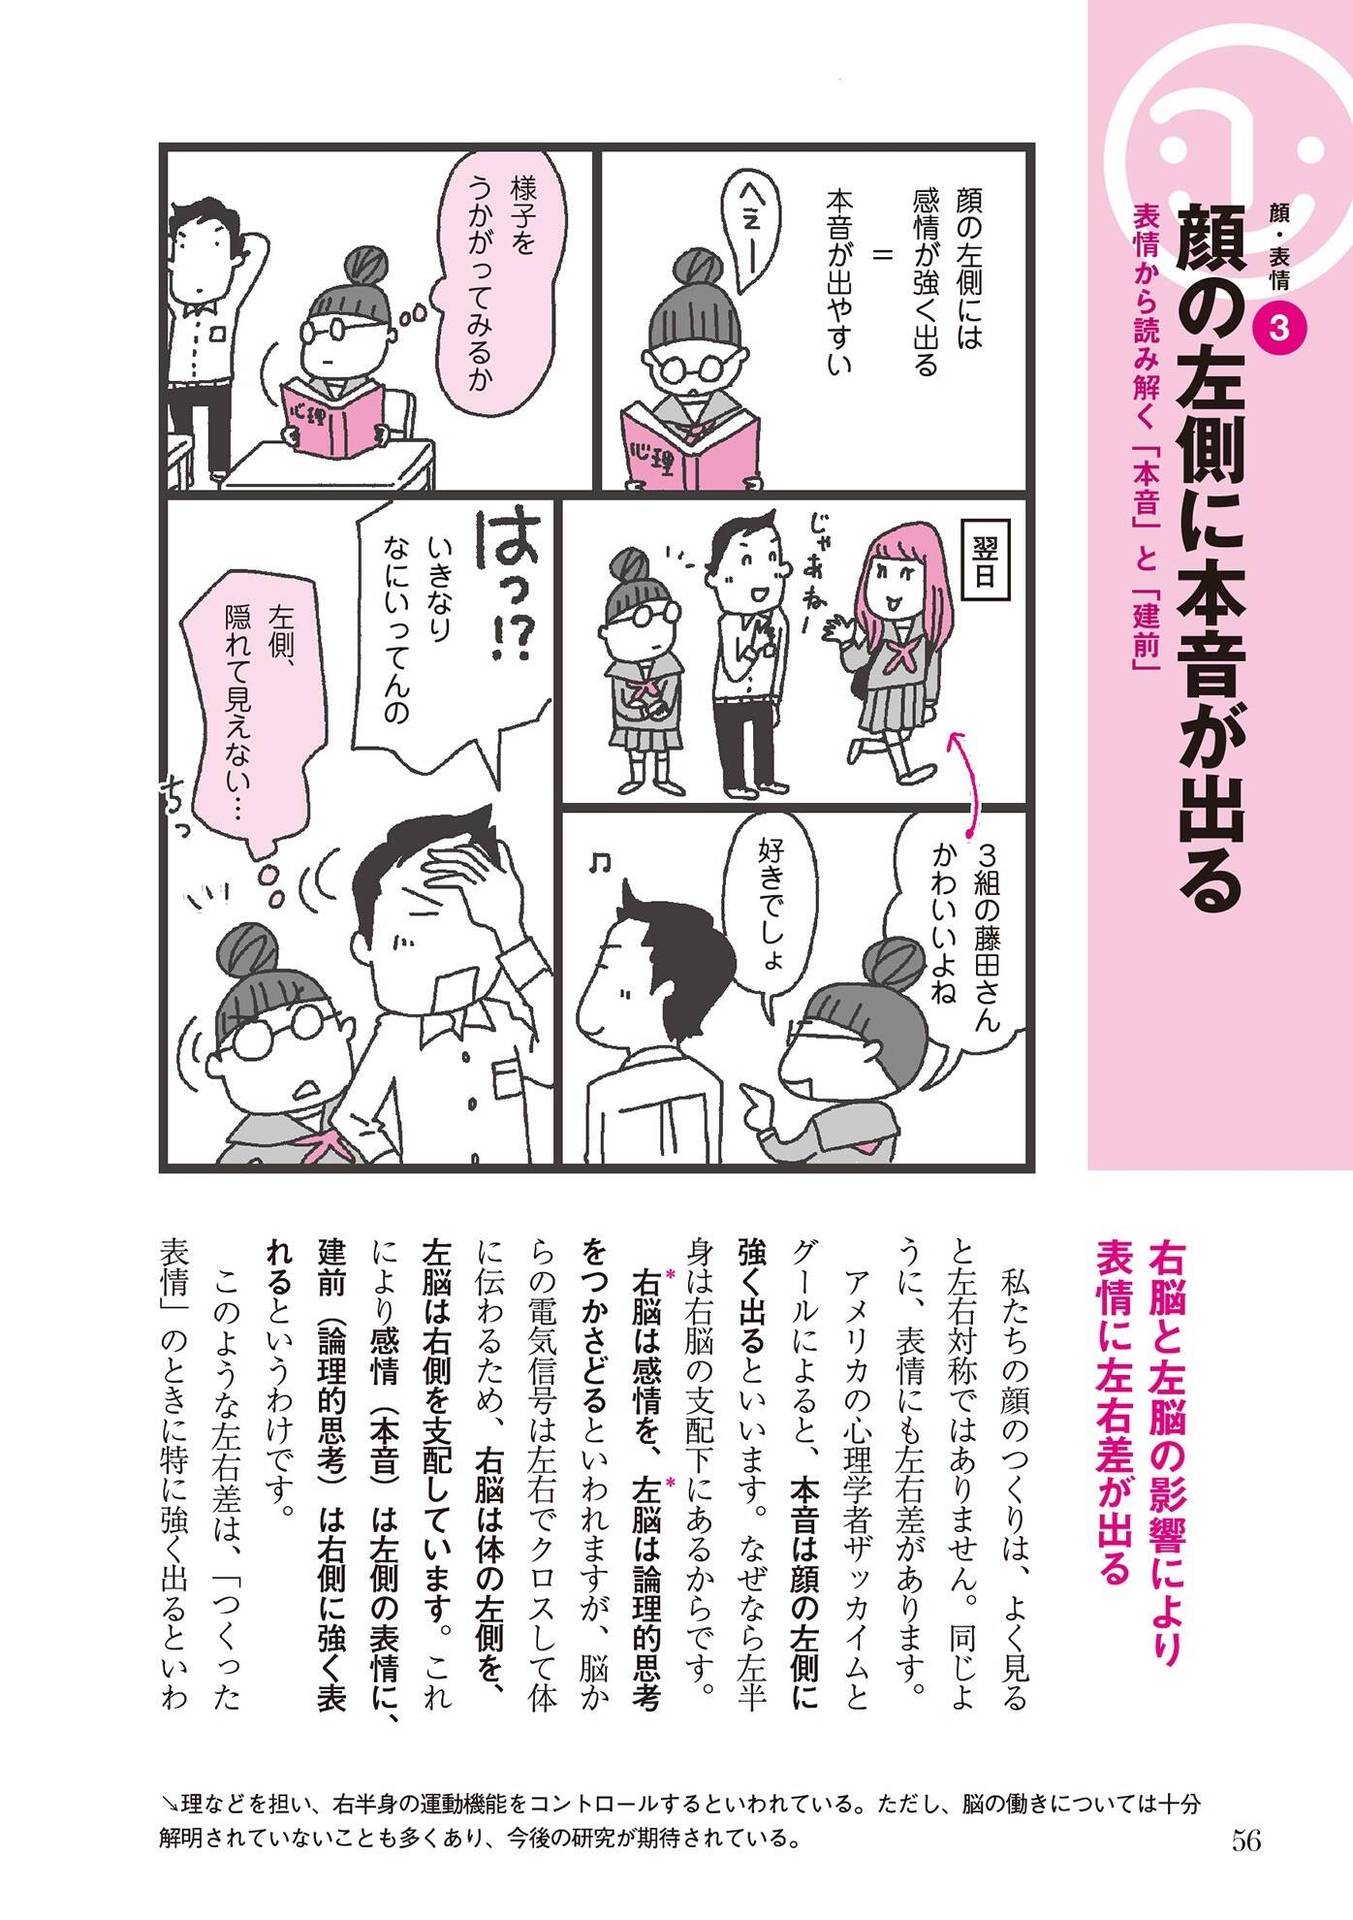 顔・表情
3
顔の左側に本音が出る
表情から読み解く「本音」と「建前」
顔の左側には
感情が強く出る
＝
本音が出やすい
へぇー
心理
様子を
うかがってみるか
心理
翌日
じゃあねー
3組の藤田さん
かわいいよね
好きでしょ
はっ!?
いきなり
なにいってんの
左側、
隠れて見えない…
ちっ
右脳と左脳の影響により
表情に左右差が出る
私たちの顔のつくりは、よく見る
と左右対称ではありません。同じよ
うに、表情にも左右差があります。
アメリカの心理学者ザッカイムと
グールによると、本音は顔の左側に
強く出るといいます。なぜなら左半
身は右脳の支配下にあるからです。
右脳*は感情を、左脳*は論理的思考
をつかさどるといわれますが、脳か
らの電気信号は左右でクロスして体
に伝わるため、右脳は体の左側を、
左脳は右側を支配しています。これ
により感情（本音）は左側の表情に、
建前（論理的思考）は右側に強く表
れるというわけです。
このような左右差は、「つくった
表情」のときに特に強く出るといわ
↘理などを担い、右半身の運動機能をコントロールするといわれている。ただし、脳の働きについては十分
解明されていないことも多くあり、今後の研究が期待されている。
56